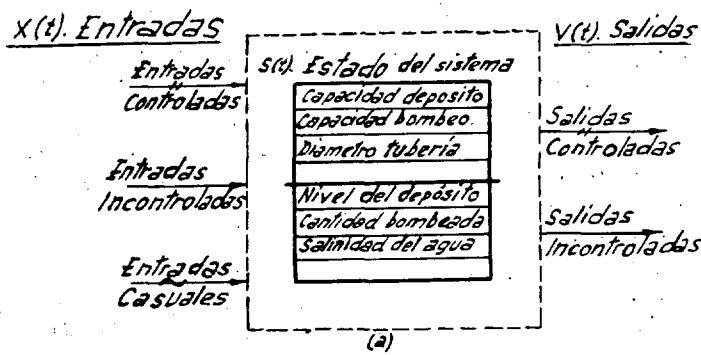 X(t). Entradas
V(t). Salidas
S(t). Estado del sistema
Entradas
Controladas
Entradas
Incontroladas
Entradas
Casuales
Capacidad deposito
Capacidad bombeo.
Diametro tubería
Nivel del depósito
Cantidad bombeada
Salinidad del agua
Salidas
Controladas
Salidas
Incontroladas
(a)